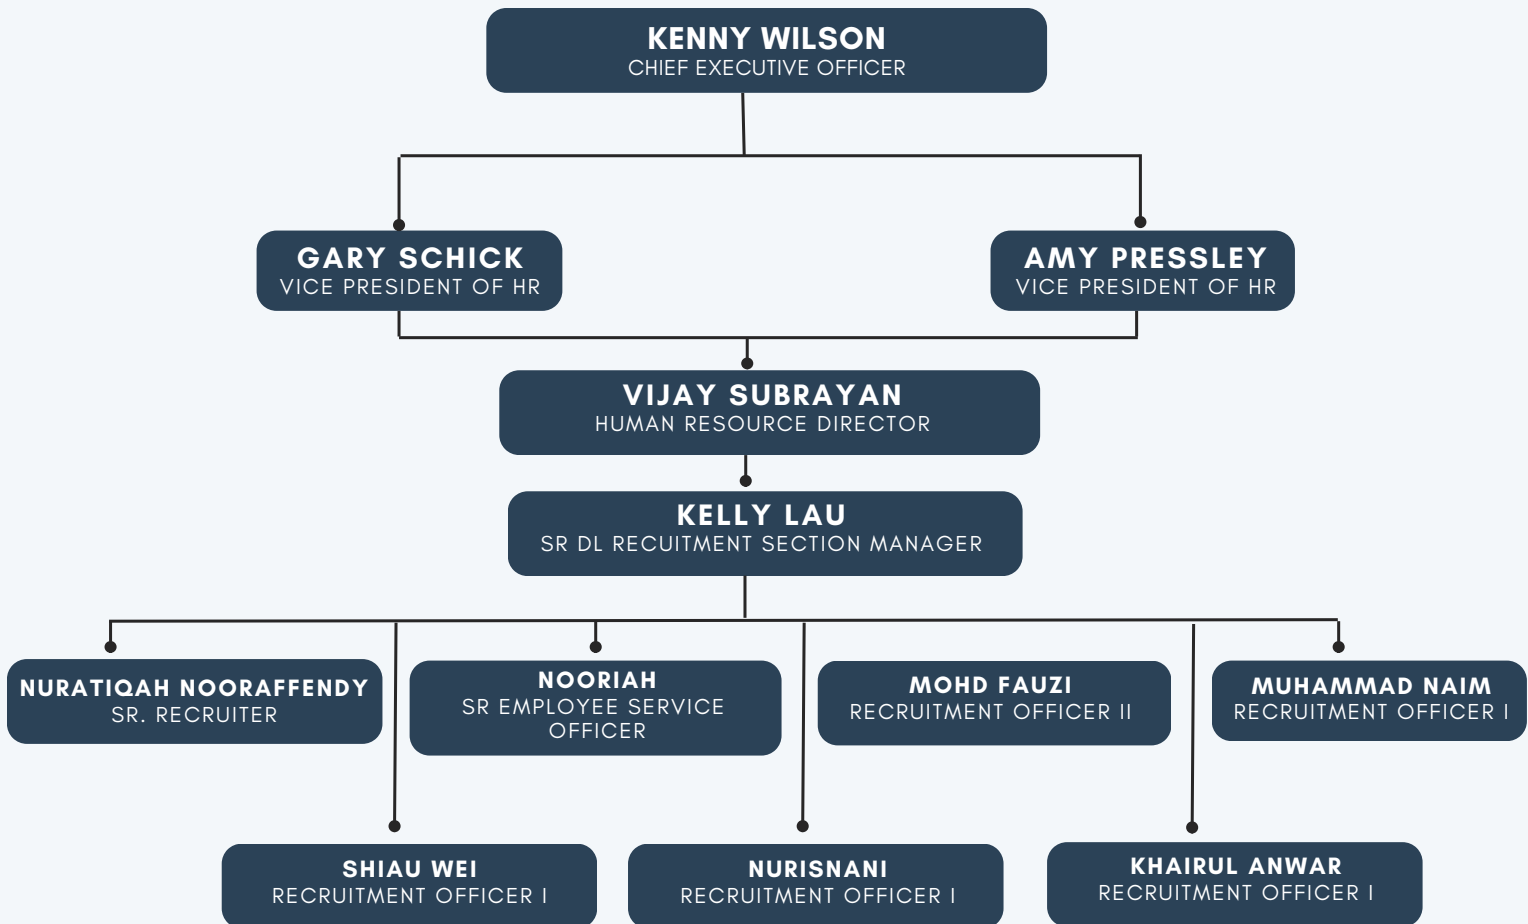 KENNY WILSON
CHIEF EXECUTIVE OFFICER
GARY SCHICK
VICE PRESIDENT OF HR
AMY PRESSLEY
VICE PRESIDENT OF HR
VIJAY SUBRAYAN
HUMAN RESOURCE DIRECTOR
KELLY LAU
SR DL RECUITMENT SECTION MANAGER
NURATIQAH NOORAFFENDY
SR. RECRUITER
NOORIAH
SR EMPLOYEE SERVICE
OFFICER
MOHD FAUZI
RECRUITMENT OFFICER II
MUHAMMAD NAIM
RECRUITMENT OFFICER I
SHIAU WEI
RECRUITMENT OFFICER I
NURISNANI
RECRUITMENT OFFICER I
KHAIRUL ANWAR
RECRUITMENT OFFICER I